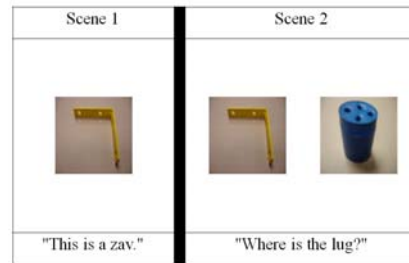 Scene 1
Scene 2
"This is a zav."
"Where is the lug?"